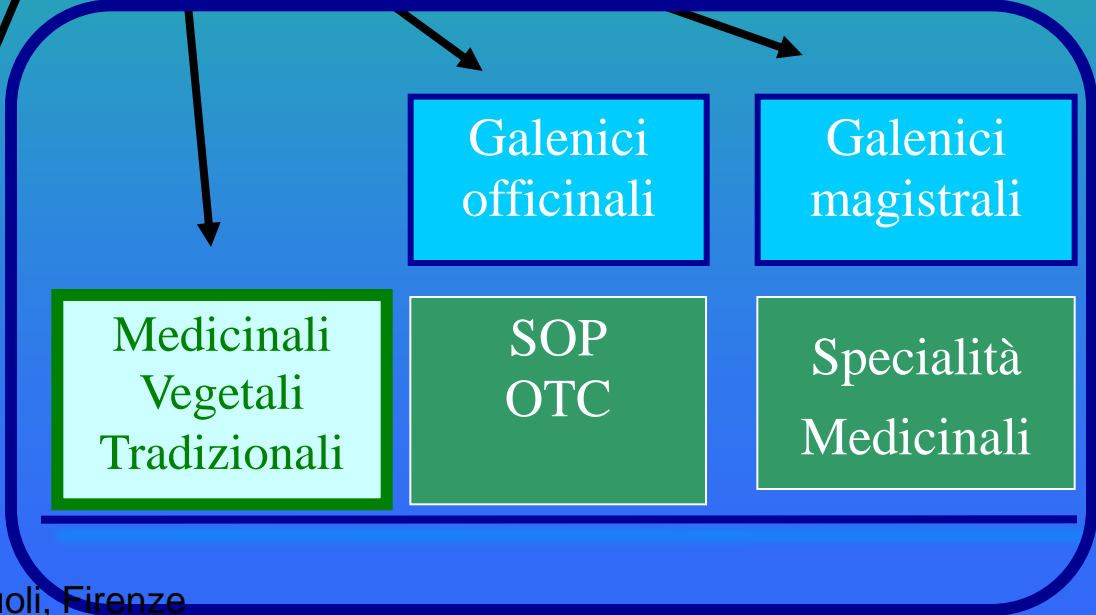 Galenici
officinali
Galenici
magistrali
Medicinali
Vegetali
Tradizionali
SOP
OTC
Specialità
Medicinali
Firenze